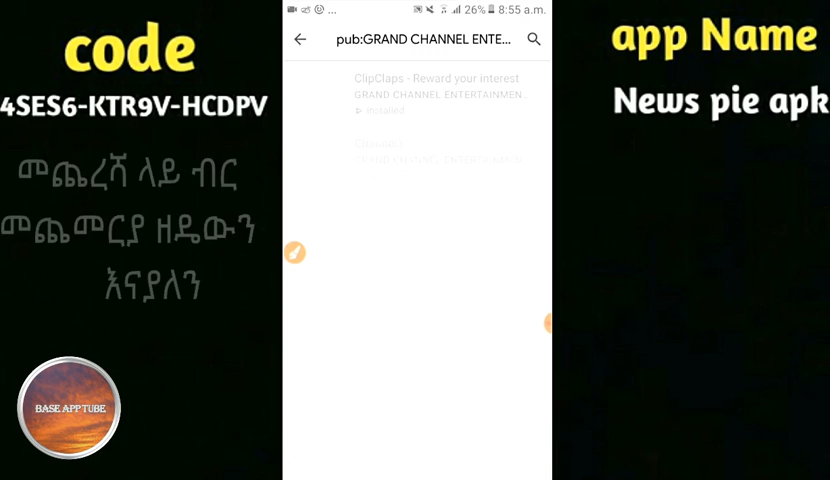 code
4SES6-KTR9V-HCDPV
መጨረሻ ላይ ብር
መጨመርያ ዘዴውን
እናያለን
BASE APPTUBE
26% 8:55 a.m.
pub:GRAND CHANNEL ENTE...
ClipClaps - Reward your interest
GRAND CHANNEL ENTERTAINMEN...
Installed
app Name
News pie apk